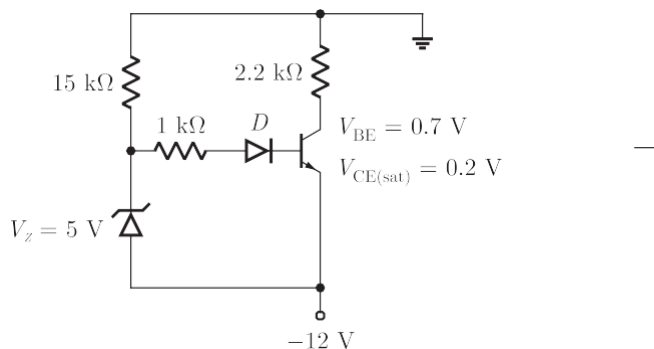 2.2 kΩ
15 kΩ
1 kΩ
D
V_BE = 0.7 V
V_CE(sat) = 0.2 V
V_z = 5 V
−12 V